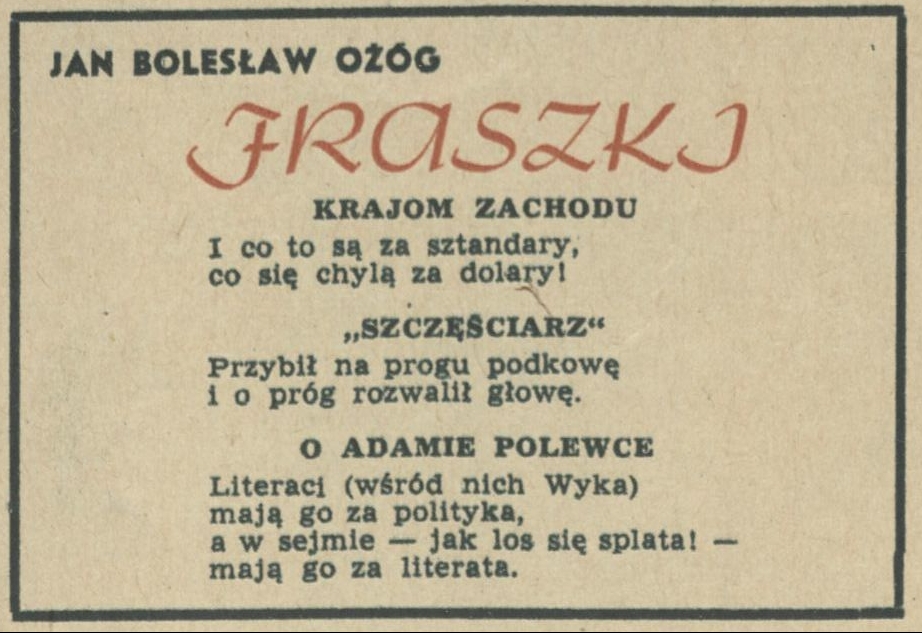 JAN BOLESŁAW OŻÓG
FRASZKI
KRAJOM ZACHODU
I co to są za sztandary,
co się chylą za dolary!
„SZCZĘŚCIARZ“
Przybił na progu podkowę
i o próg rozwalił głowę.
O ADAMIE POLEWCE
Literaci (wśród nich Wyka)
mają go za polityka,
a w sejmie — jak los się splata! —
mają go za literata.